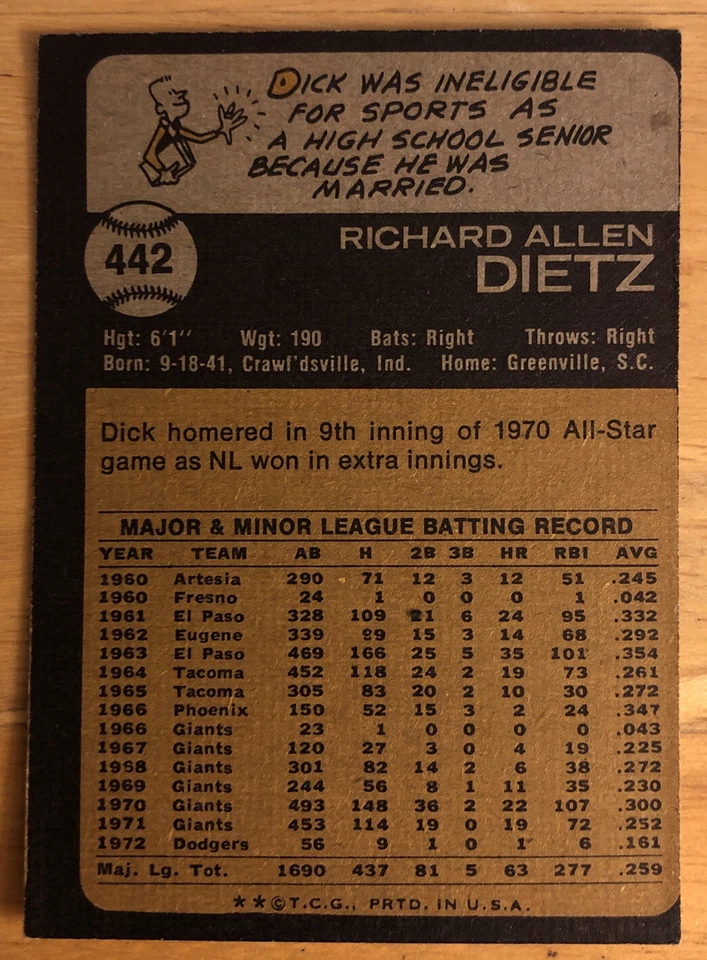 DICK WAS INELIGIBLE
FOR SPORTS AS
A HIGH SCHOOL SENIOR
BECAUSE HE WAS
MARRIED.
442
RICHARD ALLEN
DIETZ
Hgt: 6'1" Wgt: 190 Bats: Right Throws: Right
Born: 9-18-41, Crawf'dsville, Ind. Home: Greenville, S.C.
Dick homered in 9th inning of 1970 All-Star
game as NL won in extra innings.
MAJOR & MINOR LEAGUE BATTING RECORD
YEAR TEAM AB H 2B 3B HR RBI AVG
1960 Artesia 290 71 12 3 12 51 .245
1960 Fresno 24 1 0 0 0 1 .042
1961 El Paso 328 109 21 6 24 95 .332
1962 Eugene 339 99 15 3 14 68 .292
1963 El Paso 469 166 25 5 35 101 .354
1964 Tacoma 452 118 24 2 19 73 .261
1965 Tacoma 305 83 20 2 10 30 .272
1966 Phoenix 150 52 15 3 2 24 .347
1966 Giants 23 1 0 0 0 0 .043
1967 Giants 120 27 3 0 4 19 .225
1968 Giants 301 82 14 2 6 38 .272
1969 Giants 244 56 8 1 11 35 .230
1970 Giants 493 148 36 2 22 107 .300
1971 Giants 453 114 19 0 19 72 .252
1972 Dodgers 56 9 1 0 1 6 .161
Maj. Lg. Tot. 1690 437 81 5 63 277 .259
**©T.C.G., PRTD. IN U.S.A.